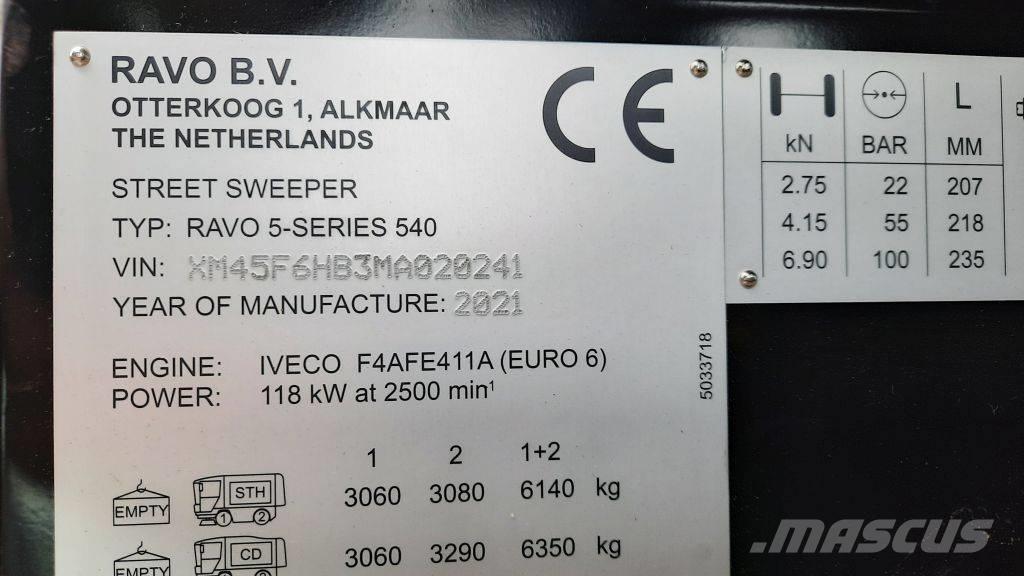 RAVO B.V.
OTTERKOOG 1, ALKMAAR
THE NETHERLANDS
CE
STREET SWEEPER
TYP: RAVO 5-SERIES 540
VIN: XM45F6HB3MA020241
YEAR OF MANUFACTURE: 2021
ENGINE: IVECO F4AFE411A (EURO 6)
POWER: 118 kW at 2500 min¹
1 2 1+2
EMPTY STH 1 2 3060 3080 6140 kg
EMPTY CD 3060 3290 6350 kg
5033718
L
kN BAR MM
2.75 22 207
4.15 55 218
6.90 100 235
.MASCUS